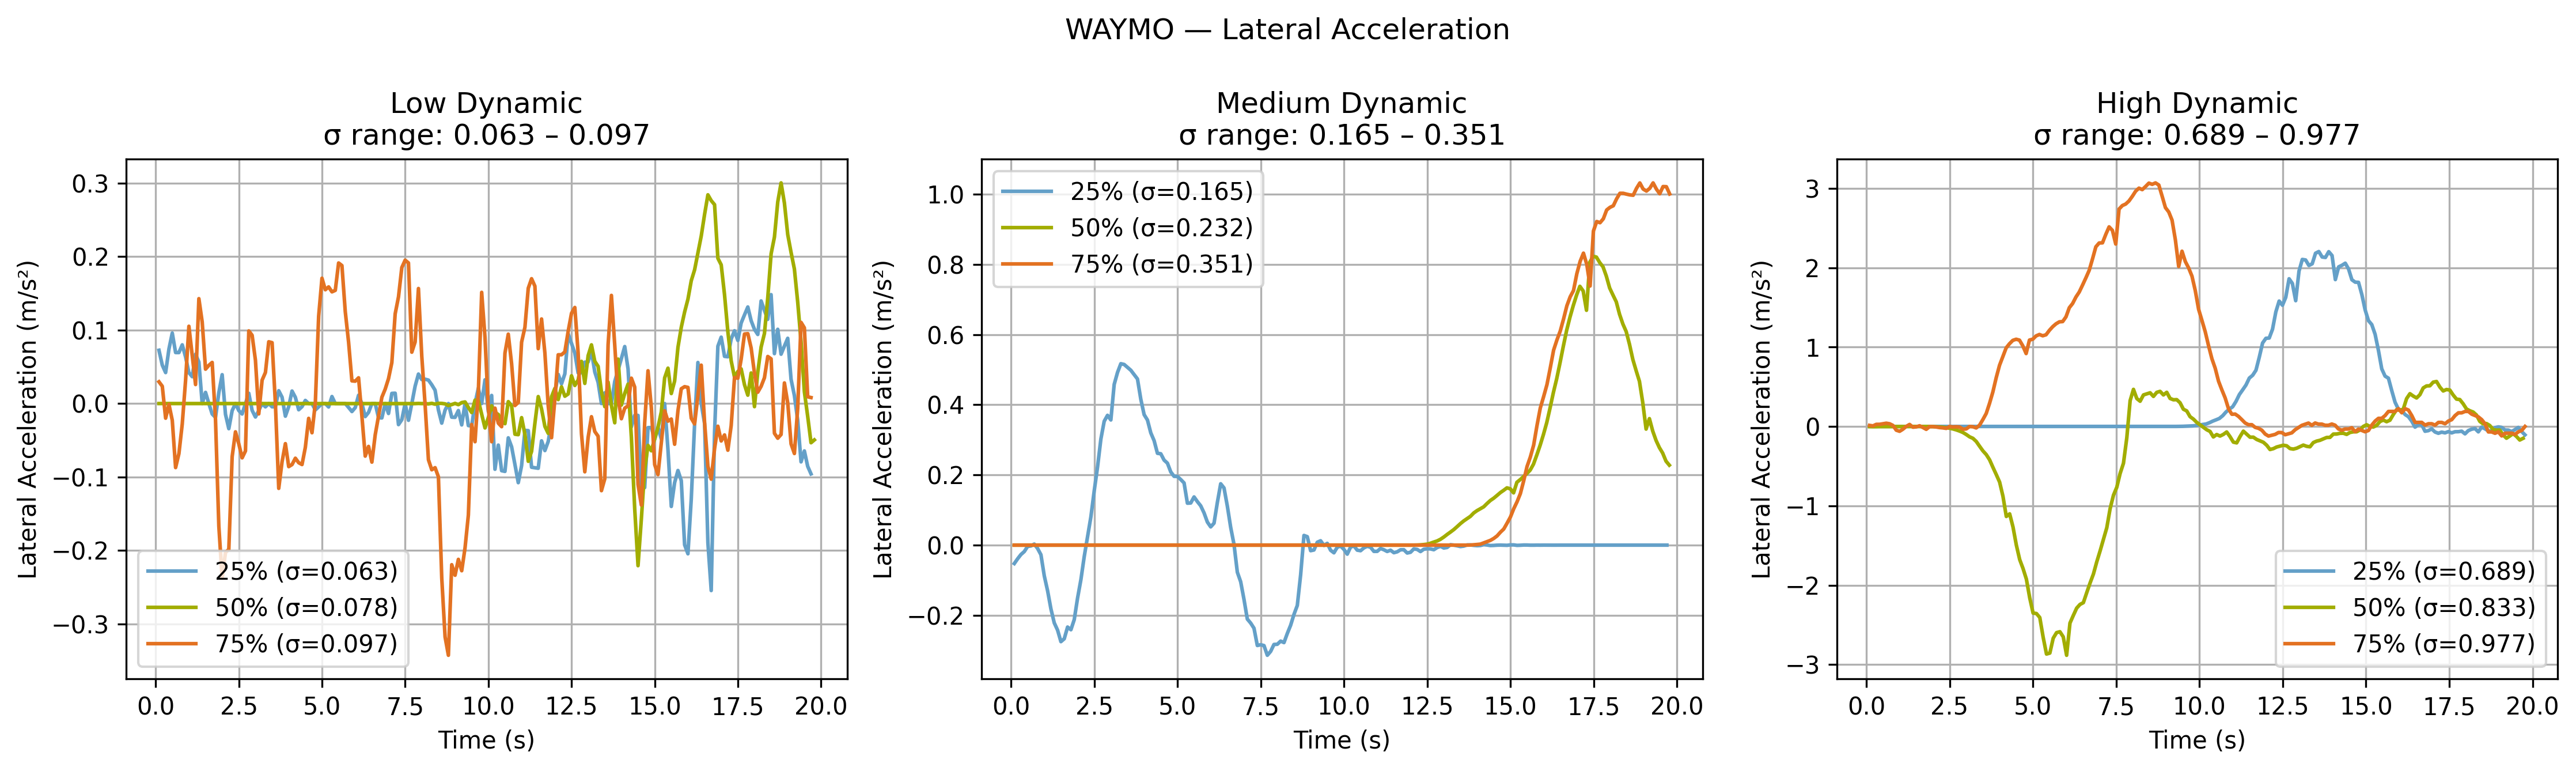 WAYMO — Lateral Acceleration
Low Dynamic
σ range: 0.063 – 0.097
Lateral Acceleration (m/s²)
0.3
0.2
0.1
0.0
−0.1
−0.2
−0.3
25% (σ=0.063)
50% (σ=0.078)
75% (σ=0.097)
0.0 2.5 5.0 7.5 10.0 12.5 15.0 17.5 20.0
Time (s)
Medium Dynamic
σ range: 0.165 – 0.351
Lateral Acceleration (m/s²)
1.0
0.8
0.6
0.4
0.2
0.0
−0.2
25% (σ=0.165)
50% (σ=0.232)
75% (σ=0.351)
0.0 2.5 5.0 7.5 10.0 12.5 15.0 17.5 20.0
Time (s)
High Dynamic
σ range: 0.689 – 0.977
Lateral Acceleration (m/s²)
3
2
1
0
−1
−2
−3
25% (σ=0.689)
50% (σ=0.833)
75% (σ=0.977)
0.0 2.5 5.0 7.5 10.0 12.5 15.0 17.5 20.0
Time (s)